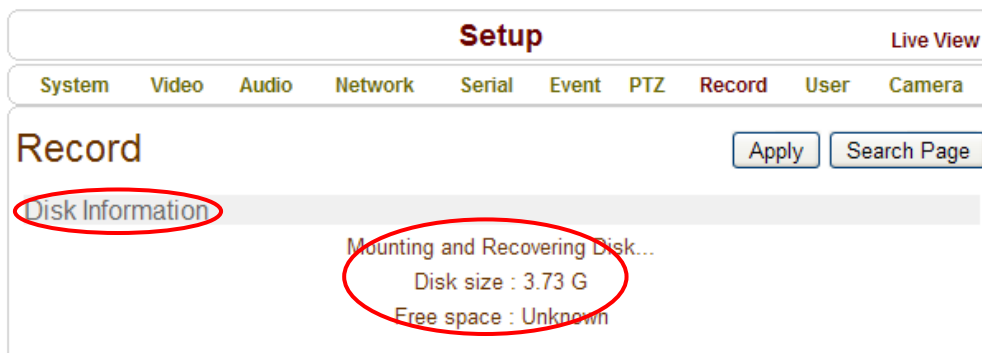 Setup Live View
System Video Audio Network Serial Event PTZ Record User Camera
Record Apply Search Page
Disk Information
Mounting and Recovering Disk...
Disk size : 3.73 G
Free space : Unknown